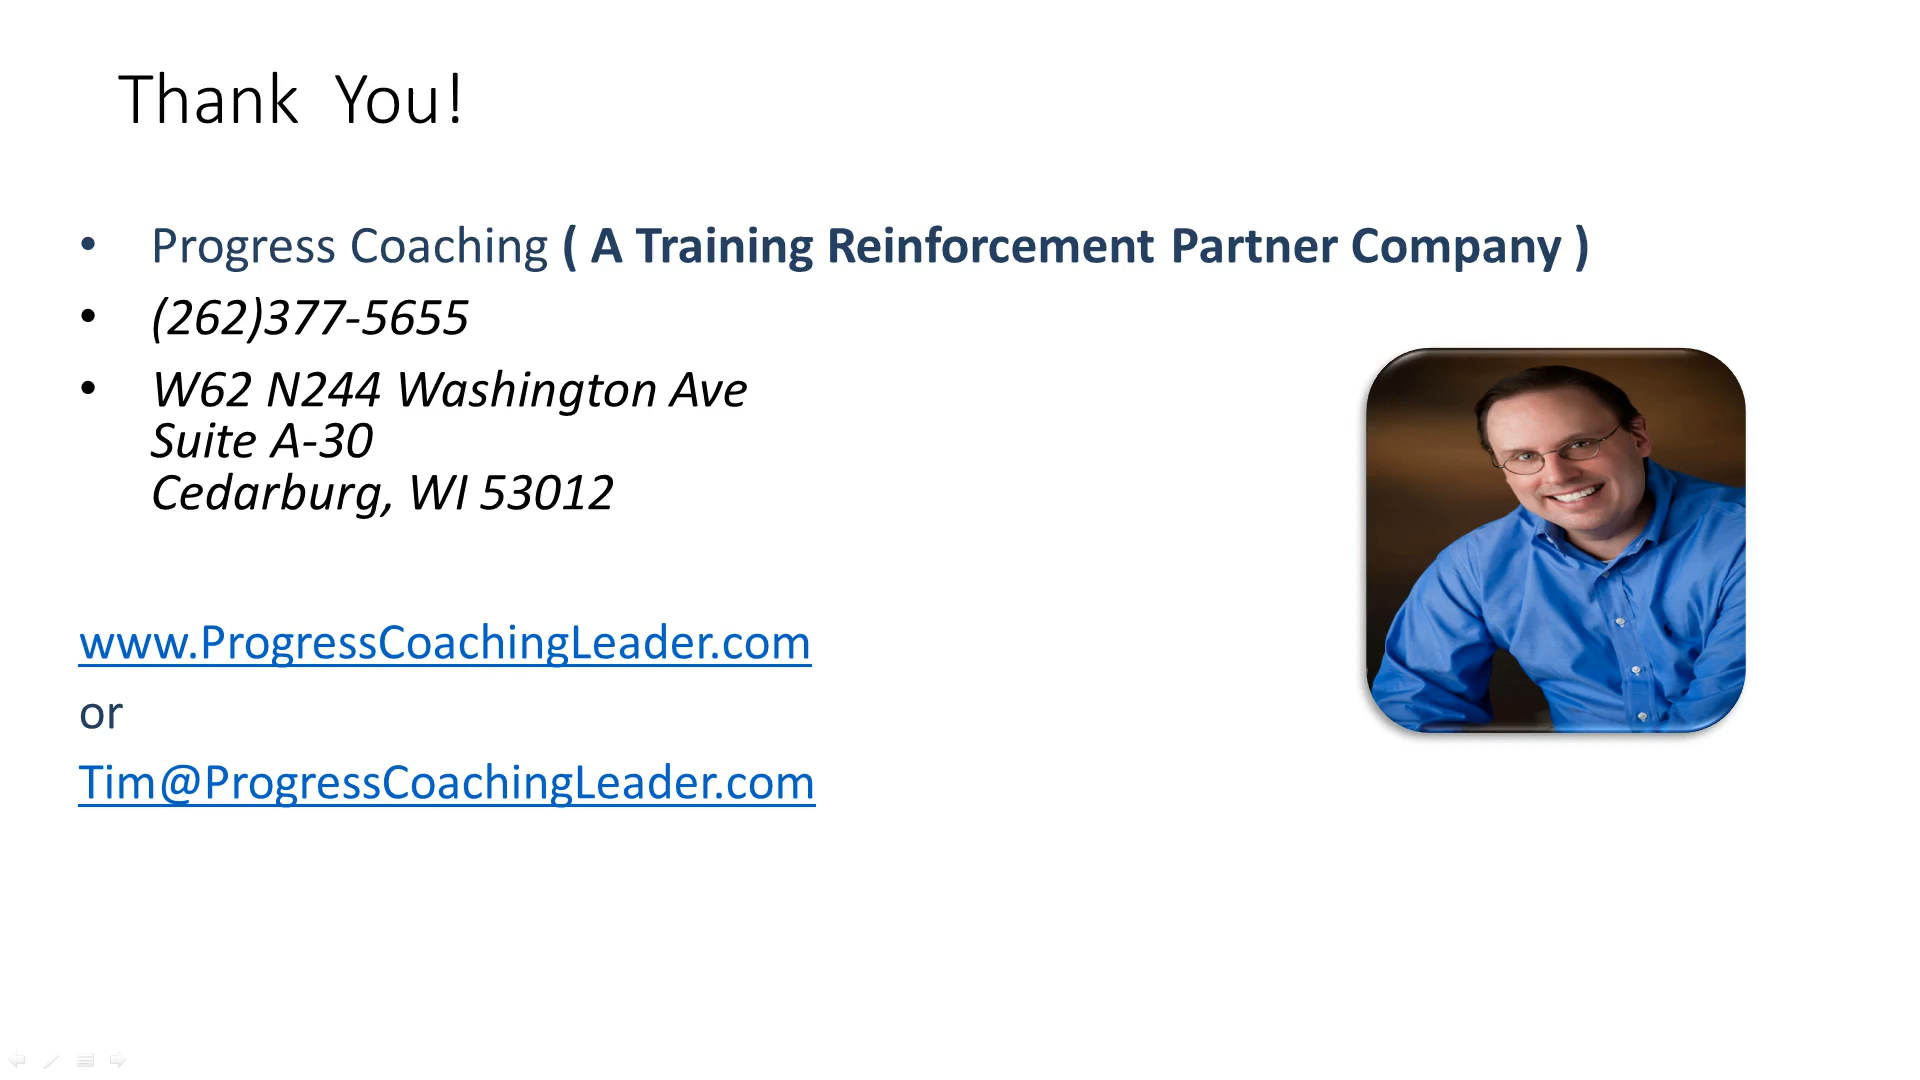 Thank You!
• Progress Coaching ( A Training Reinforcement Partner Company )
• (262)377-5655
• W62 N244 Washington Ave
Suite A-30
Cedarburg, WI 53012
www.ProgressCoachingLeader.com
or
Tim@ProgressCoachingLeader.com